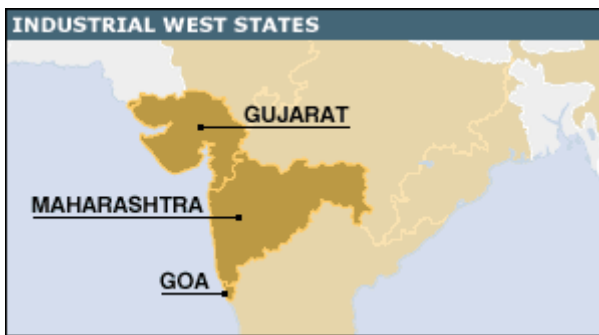 INDUSTRIAL WEST STATES
GUJARAT
MAHARASHTRA
GOA